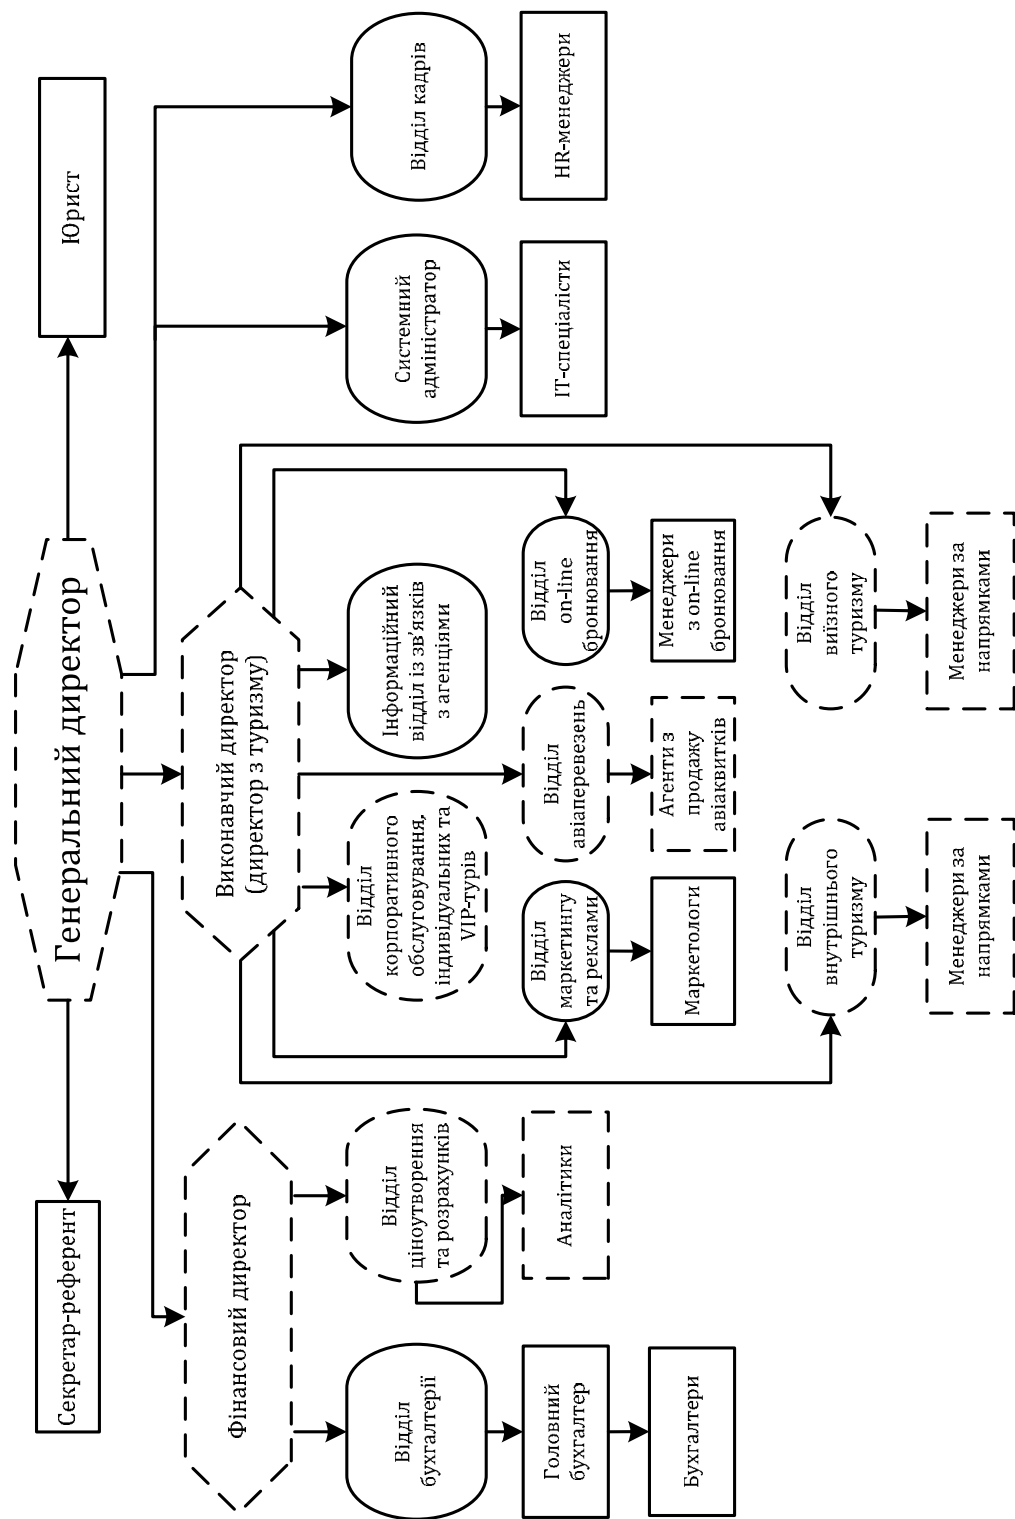 Генеральний директор
Секретар-референт
Юрист
Фінансовий директор
Виконавчий директор
(директор з туризму)
Відділ
бухгалтерії
Відділ
ціноутворення
та розрахунків
Відділ
корпоративного
обслуговування,
індивідуальних та
VIP-турів
Інформаційний
відділ із зв’язків
з агенціями
Системний
адміністратор
Відділ кадрів
Головний
бухгалтер
Аналітики
Відділ
маркетингу
та реклами
Відділ
авіаперевезень
Відділ
on-line
бронювання
ІТ-спеціалісти
HR-менеджери
Бухгалтери
Маркетологи
Агенти з
продажу
авіаквитків
Менеджери
з on-line
бронювання
Відділ
внутрішнього
туризму
Відділ
виїзного
туризму
Менеджери за
напрямками
Менеджери за
напрямками